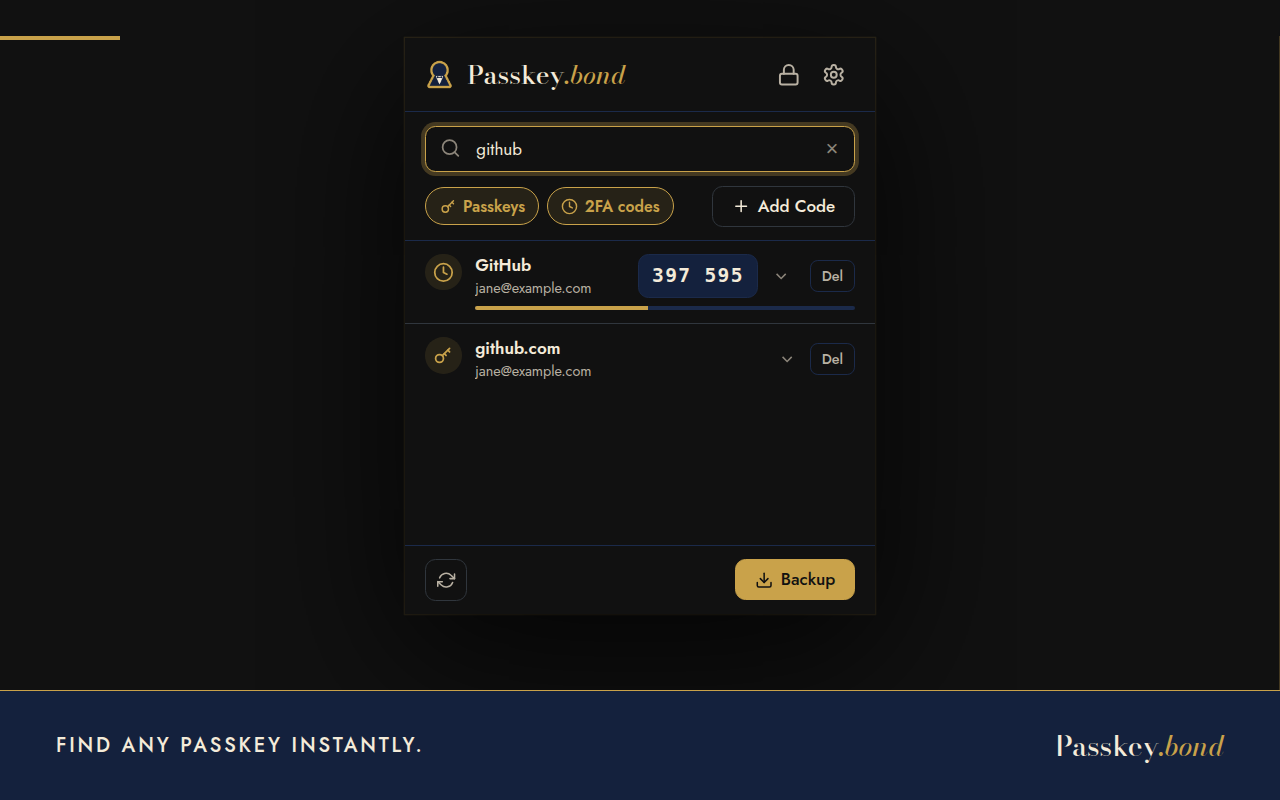 Passkey.bond
github
Passkeys
2FA codes
Add Code
GitHub
jane@example.com
397 595
Del
github.com
jane@example.com
Del
Backup
FIND ANY PASSKEY INSTANTLY.
Passkey.bond